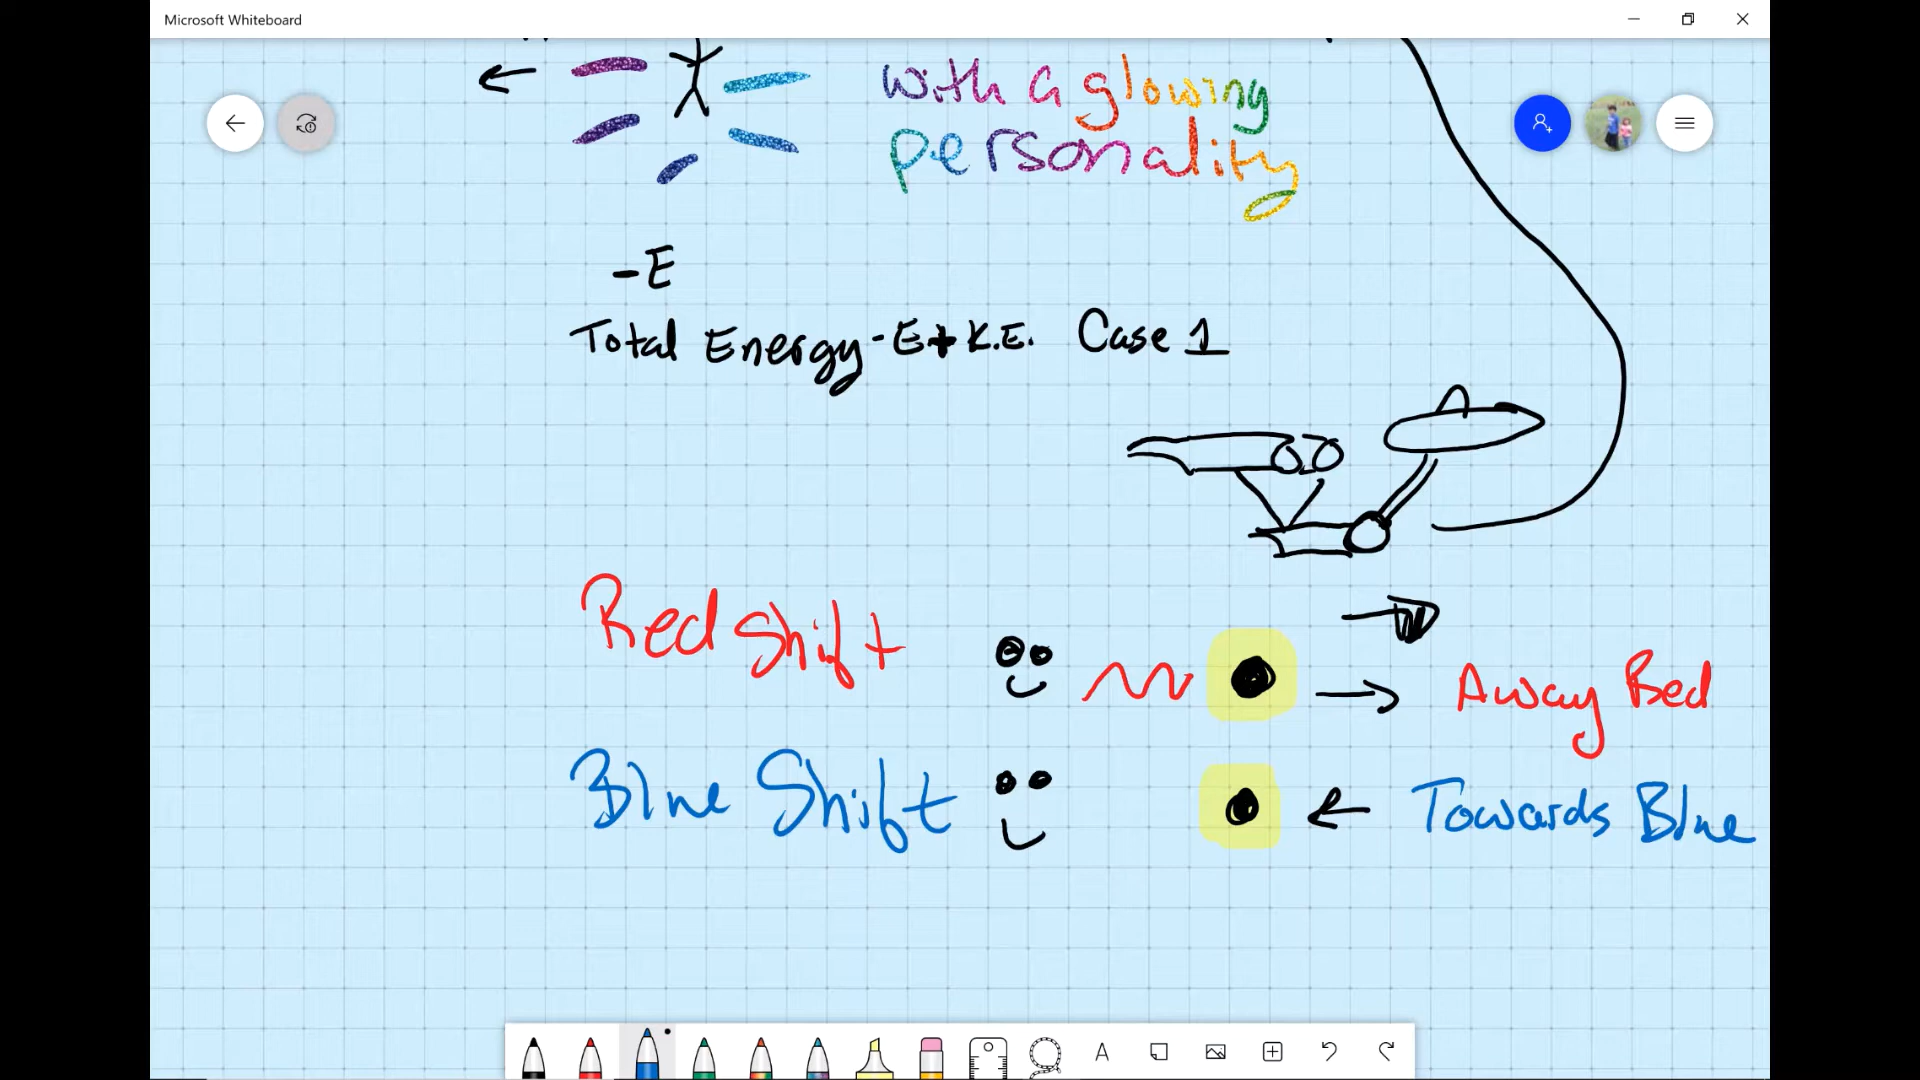 Microsoft Whiteboard
with a glowing
personality
-E
Total Energy -E + K.E. Case 1
Red Shift
Away Red
Blue Shift
Towards Blue
A